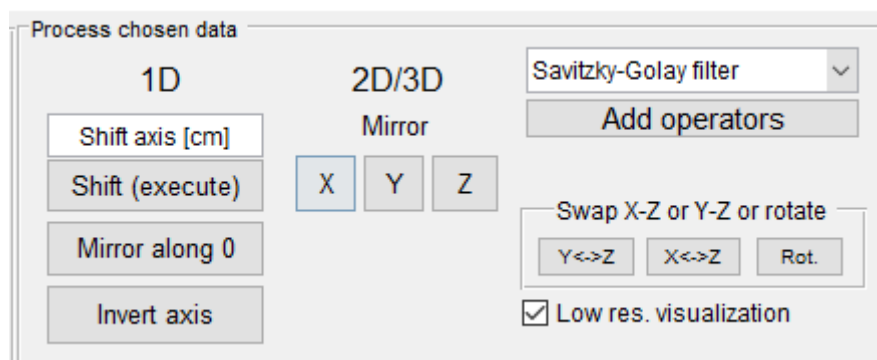 Process chosen data
1D
Shift axis [cm]
Shift (execute)
Mirror along 0
Invert axis
2D/3D
Mirror
X Y Z
Savitzky-Golay filter
Add operators
Swap X-Z or Y-Z or rotate
Y<->Z X<->Z Rot.
Low res. visualization